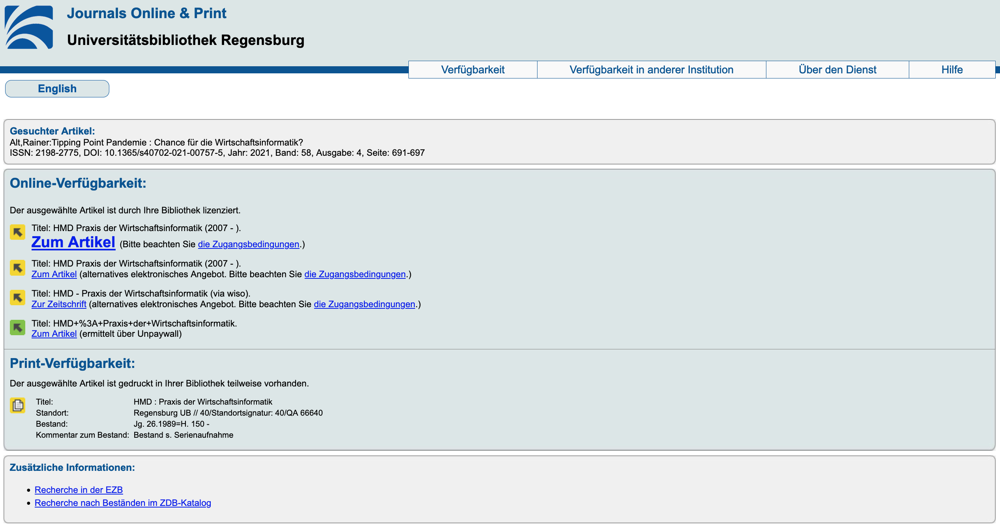 Journals Online & Print
Universitätsbibliothek Regensburg
Verfügbarkeit
Verfügbarkeit in anderer Institution
Über den Dienst
Hilfe
English
Gesuchter Artikel:
Alt,Rainer:Tipping Point Pandemie : Chance für die Wirtschaftsinformatik?
ISSN: 2198-2775, DOI: 10.1365/s40702-021-00757-5, Jahr: 2021, Band: 58, Ausgabe: 4, Seite: 691-697
Online-Verfügbarkeit:
Der ausgewählte Artikel ist durch Ihre Bibliothek lizenziert.
Titel: HMD Praxis der Wirtschaftsinformatik (2007 - ).
Zum Artikel (Bitte beachten Sie die Zugangsbedingungen.)
Titel: HMD Praxis der Wirtschaftsinformatik (2007 - ).
Zum Artikel (alternatives elektronisches Angebot. Bitte beachten Sie die Zugangsbedingungen.)
Titel: HMD - Praxis der Wirtschaftsinformatik (via wiso).
Zur Zeitschrift (alternatives elektronisches Angebot. Bitte beachten Sie die Zugangsbedingungen.)
Titel: HMD+%3A+Praxis+der+Wirtschaftsinformatik.
Zum Artikel (ermittelt über Unpaywall)
Print-Verfügbarkeit:
Der ausgewählte Artikel ist gedruckt in Ihrer Bibliothek teilweise vorhanden.
Titel: HMD : Praxis der Wirtschaftsinformatik
Standort: Regensburg UB // 40/Standortsignatur: 40/QA 66640
Bestand: Jg. 26.1989=H. 150 -
Kommentar zum Bestand: Bestand s. Serienaufnahme
Zusätzliche Informationen:
• Recherche in der EZB
• Recherche nach Beständen im ZDB-Katalog